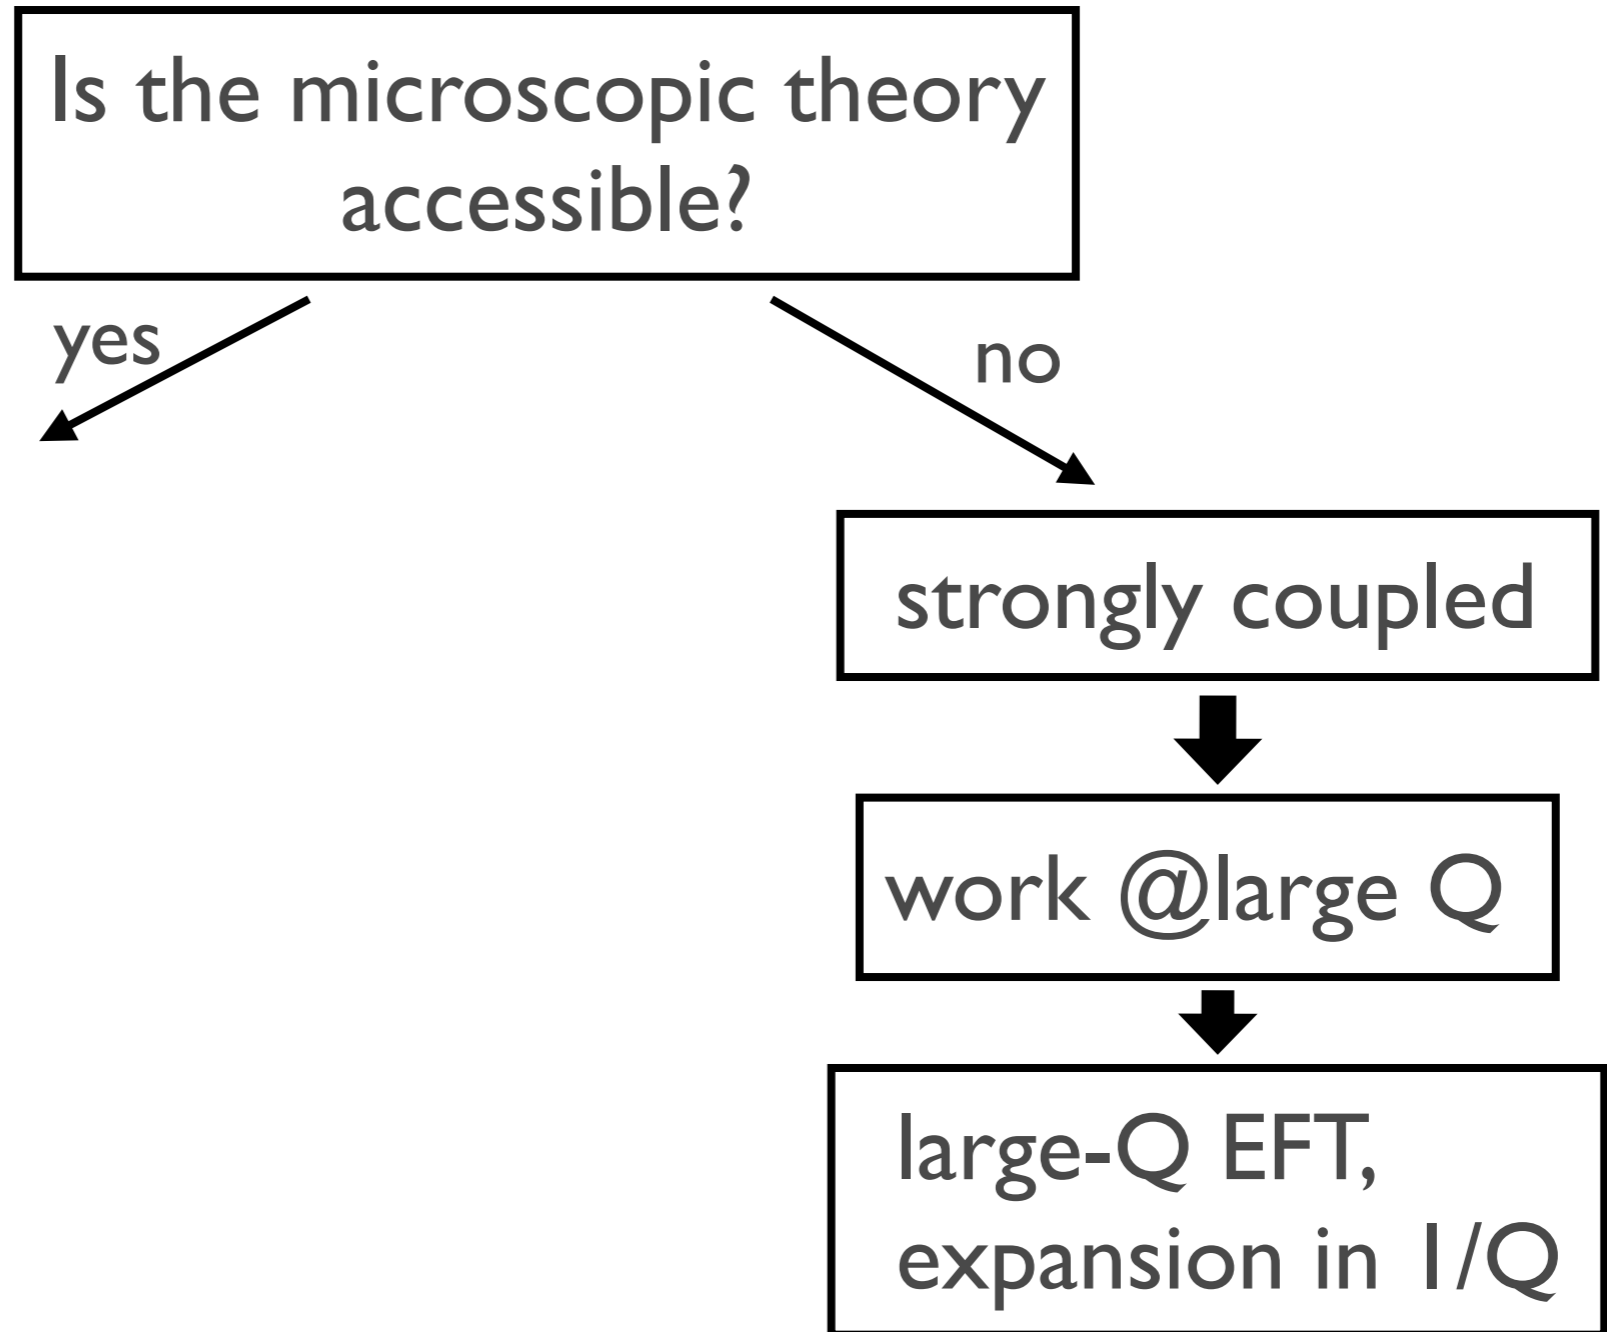 Is the microscopic theory
accessible?
yes
no
strongly coupled
work @large Q
large-Q EFT,
expansion in 1/Q